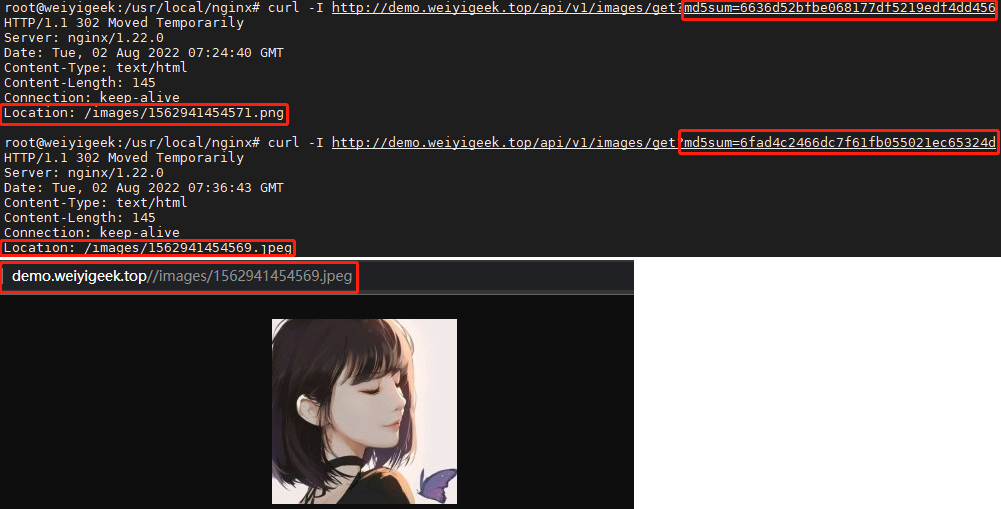 root@weiyigeek:/usr/local/nginx# curl -I http://demo.weiyigeek.top/api/v1/images/get?md5sum=6636d52bfbe068177df5219edf4dd456
HTTP/1.1 302 Moved Temporarily
Server: nginx/1.22.0
Date: Tue, 02 Aug 2022 07:24:40 GMT
Content-Type: text/html
Content-Length: 145
Connection: keep-alive
Location: /images/1562941454571.png
root@weiyigeek:/usr/local/nginx# curl -I http://demo.weiyigeek.top/api/v1/images/get?md5sum=6fad4c2466dc7f61fb055021ec65324d
HTTP/1.1 302 Moved Temporarily
Server: nginx/1.22.0
Date: Tue, 02 Aug 2022 07:36:43 GMT
Content-Type: text/html
Content-Length: 145
Connection: keep-alive
Location: /images/1562941454569.jpeg
demo.weiyigeek.top//images/1562941454569.jpeg